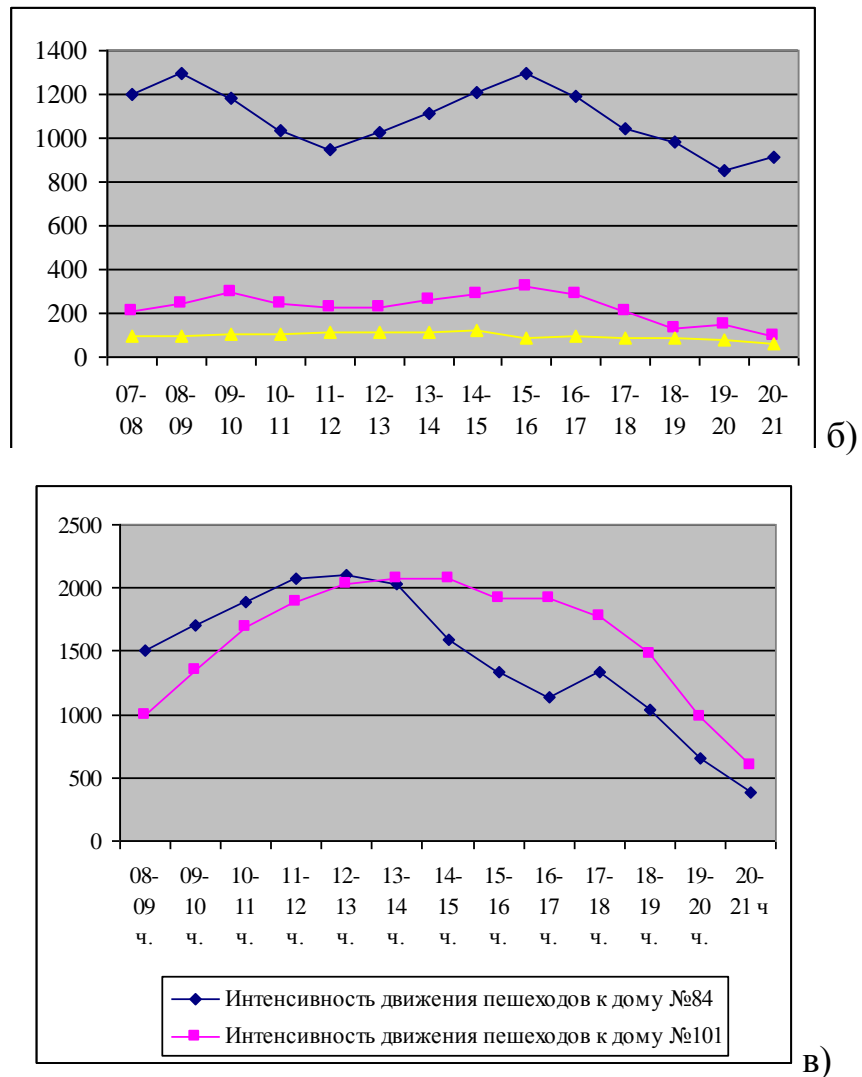 1400
1200
1000
800
600
400
200
0
07- 08- 09- 10- 11- 12- 13- 14- 15- 16- 17- 18- 19- 20-
08 09 10 11 12 13 14 15 16 17 18 19 20 21
б)
2500
2000
1500
1000
500
0
08- 09- 10- 11- 12- 13- 14- 15- 16- 17- 18- 19- 20-
09 10 11 12 13 14 15 16 17 18 19 20 21 ч
ч. ч. ч. ч. ч. ч. ч. ч. ч. ч. ч. ч.
Интенсивность движения пешеходов к дому №84
Интенсивность движения пешеходов к дому №101
в)